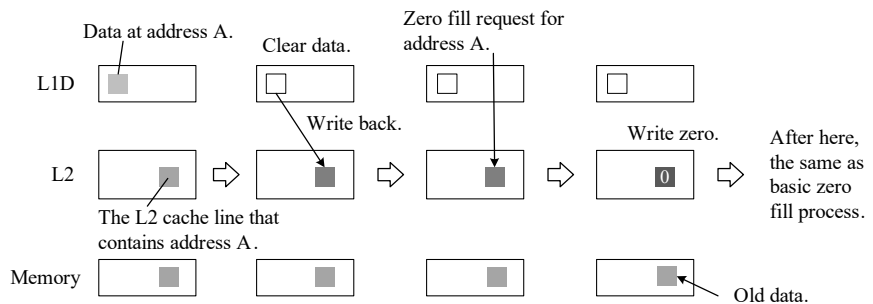 Data at address A.
Clear data.
Zero fill request for
address A.
L1D
Write back.
Write zero.
L2
0
After here,
the same as
basic zero
fill process.
The L2 cache line that
contains address A.
Memory
Old data.